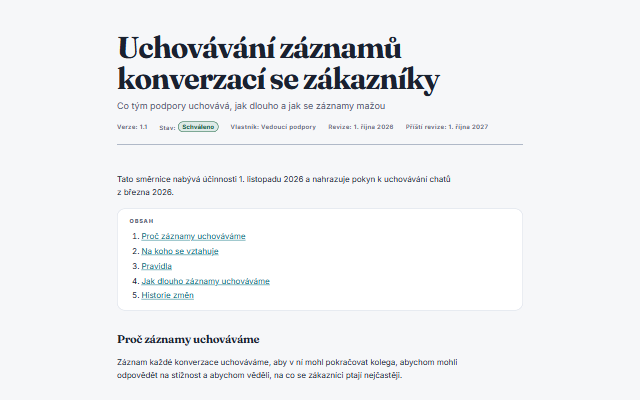 Uchovávání záznamů
konverzací se zákazníky
Co tým podpory uchovává, jak dlouho a jak se záznamy mažou
Verze: 1.1 Stav: Schváleno Vlastník: Vedoucí podpory Revize: 1. října 2026 Příští revize: 1. října 2027
Tato směrnice nabývá účinnosti 1. listopadu 2026 a nahrazuje pokyn k uchovávání chatů
z března 2026.
OBSAH
1. Proč záznamy uchováváme
2. Na koho se vztahuje
3. Pravidla
4. Jak dlouho záznamy uchováváme
5. Historie změn
Proč záznamy uchováváme
Záznam každé konverzace uchováváme, aby v ní mohl pokračovat kolega, abychom mohli
odpovědět na stížnost a abychom věděli, na co se zákazníci ptají nejčastěji.